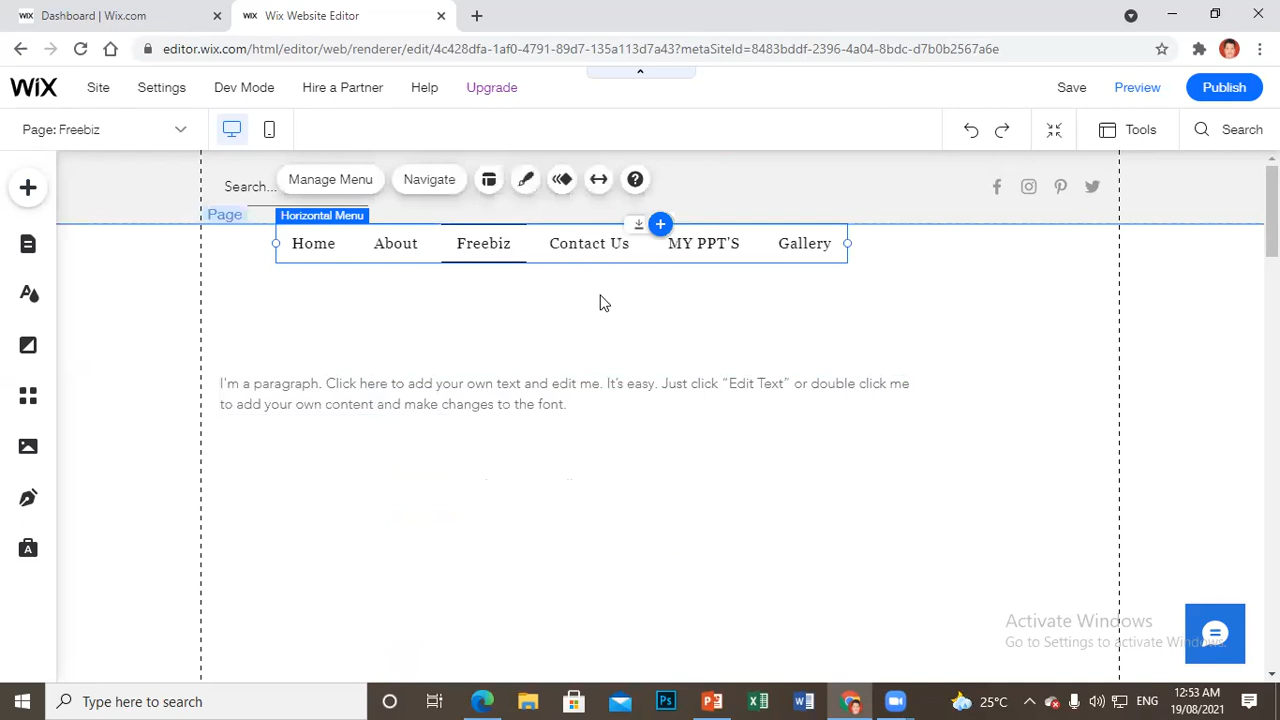 WiX Dashboard | Wix.com
WiX Wix Website Editor
editor.wix.com/html/editor/web/renderer/edit/4c428dfa-1af0-4791-89d7-135a113d7a43?metaSiteId=8483bddf-2396-4a04-8bdc-d7b0b2567a6e
WiX Site Settings Dev Mode Hire a Partner Help Upgrade Save Preview Publish
Page: Freebiz Tools Search
Search... Manage Menu Navigate
Page Horizontal Menu
Home About Freebiz Contact Us MY PPT'S Gallery
I'm a paragraph. Click here to add your own text and edit me. It's easy. Just click “Edit Text” or double click me
to add your own content and make changes to the font.
Activate Windows
Go to Settings to activate Windows.
Type here to search 25°C ENG 12:53 AM
19/08/2021